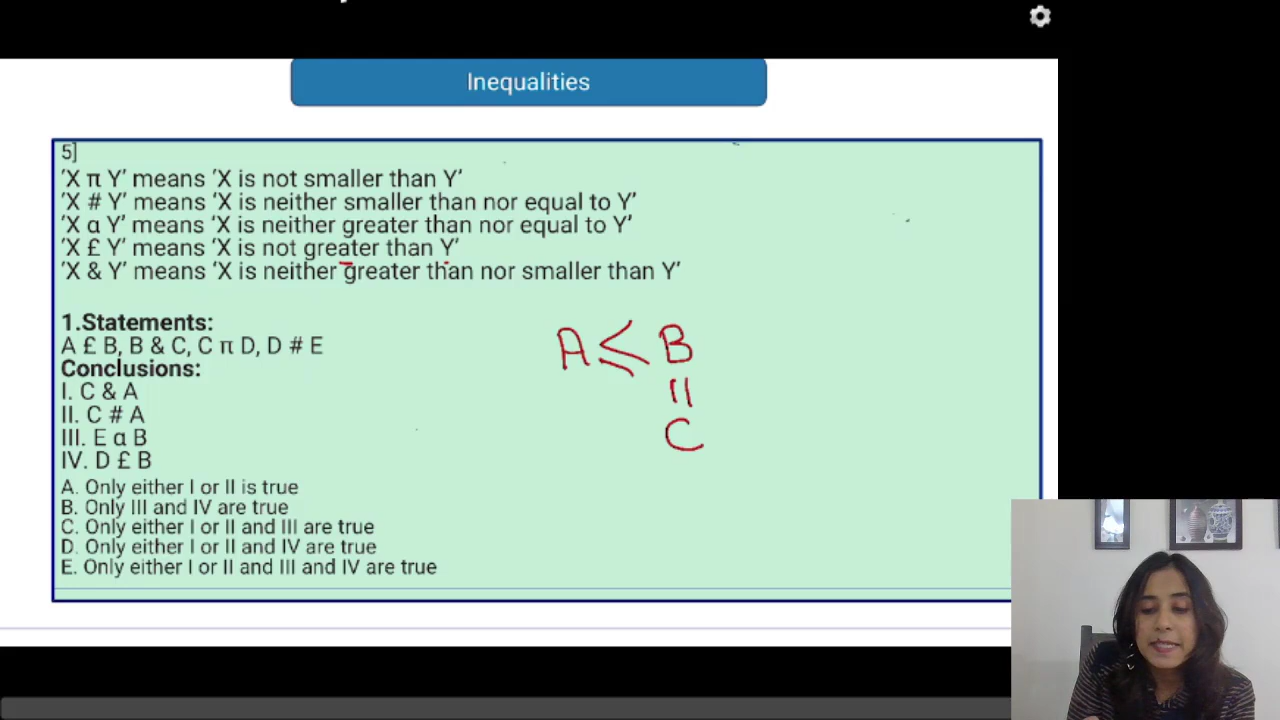 Inequalities
5]
'X π Y' means 'X is not smaller than Y'
'X # Y' means 'X is neither smaller than nor equal to Y'
'X α Y' means 'X is neither greater than nor equal to Y'
'X £ Y' means 'X is not greater than Y'
'X & Y' means 'X is neither greater than nor smaller than Y'
1.Statements:
A £ B, B & C, C π D, D # E
Conclusions:
I. C & A
II. C # A
III. E α B
IV. D £ B
A. Only either I or II is true
B. Only III and IV are true
C. Only either I or II and III are true
D. Only either I or II and IV are true
E. Only either I or II and III and IV are true
A ≤ B
=
C